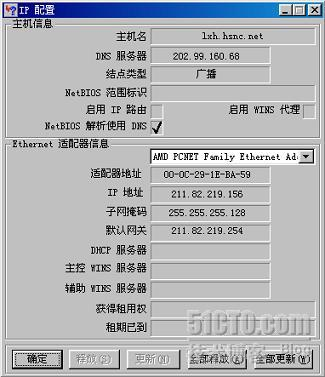 IP 配置
主机信息
主机名 lxh.hsnc.net
DNS 服务器 202.99.160.68
结点类型 广播
NetBIOS 范围标识
启用 IP 路由 启用 WINS 代理
NetBIOS 解析使用 DNS
Ethernet 适配器信息
AMD PCNET Family Ethernet Ada
适配器地址 00-0C-29-1E-BA-59
IP 地址 211.82.219.156
子网掩码 255.255.255.128
默认网关 211.82.219.254
DHCP 服务器
主控 WINS 服务器
辅助 WINS 服务器
获得租用权
租期已到
51CTO.com
技术博客 Blog
确定 释放(S) 更新(N) 全部释放(A) 全部更新(W)